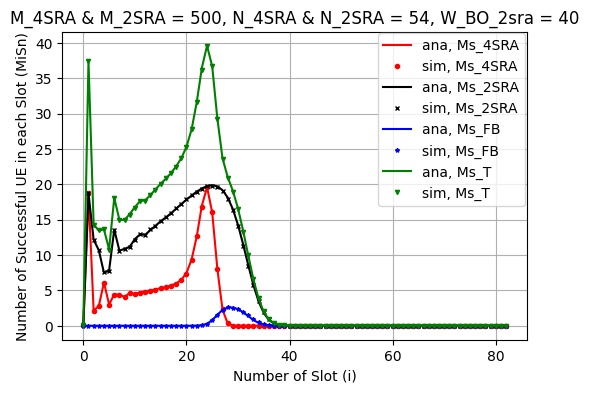 M_4SRA & M_2SRA = 500, N_4SRA & N_2SRA = 54, W_BO_2sra = 40
Number of Successful UE in each Slot (MiSn)
40
35
30
25
20
15
10
5
0
ana, Ms_4SRA
sim, Ms_4SRA
ana, Ms_2SRA
sim, Ms_2SRA
ana, Ms_FB
sim, Ms_FB
ana, Ms_T
sim, Ms_T
0 20 40 60 80
Number of Slot (i)